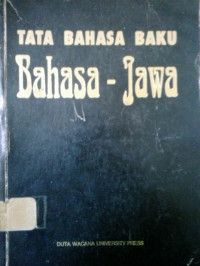 TATA BAHASA BAKU
Bahasa - Jawa
DUTA WACANA UNIVERSITY PRESS